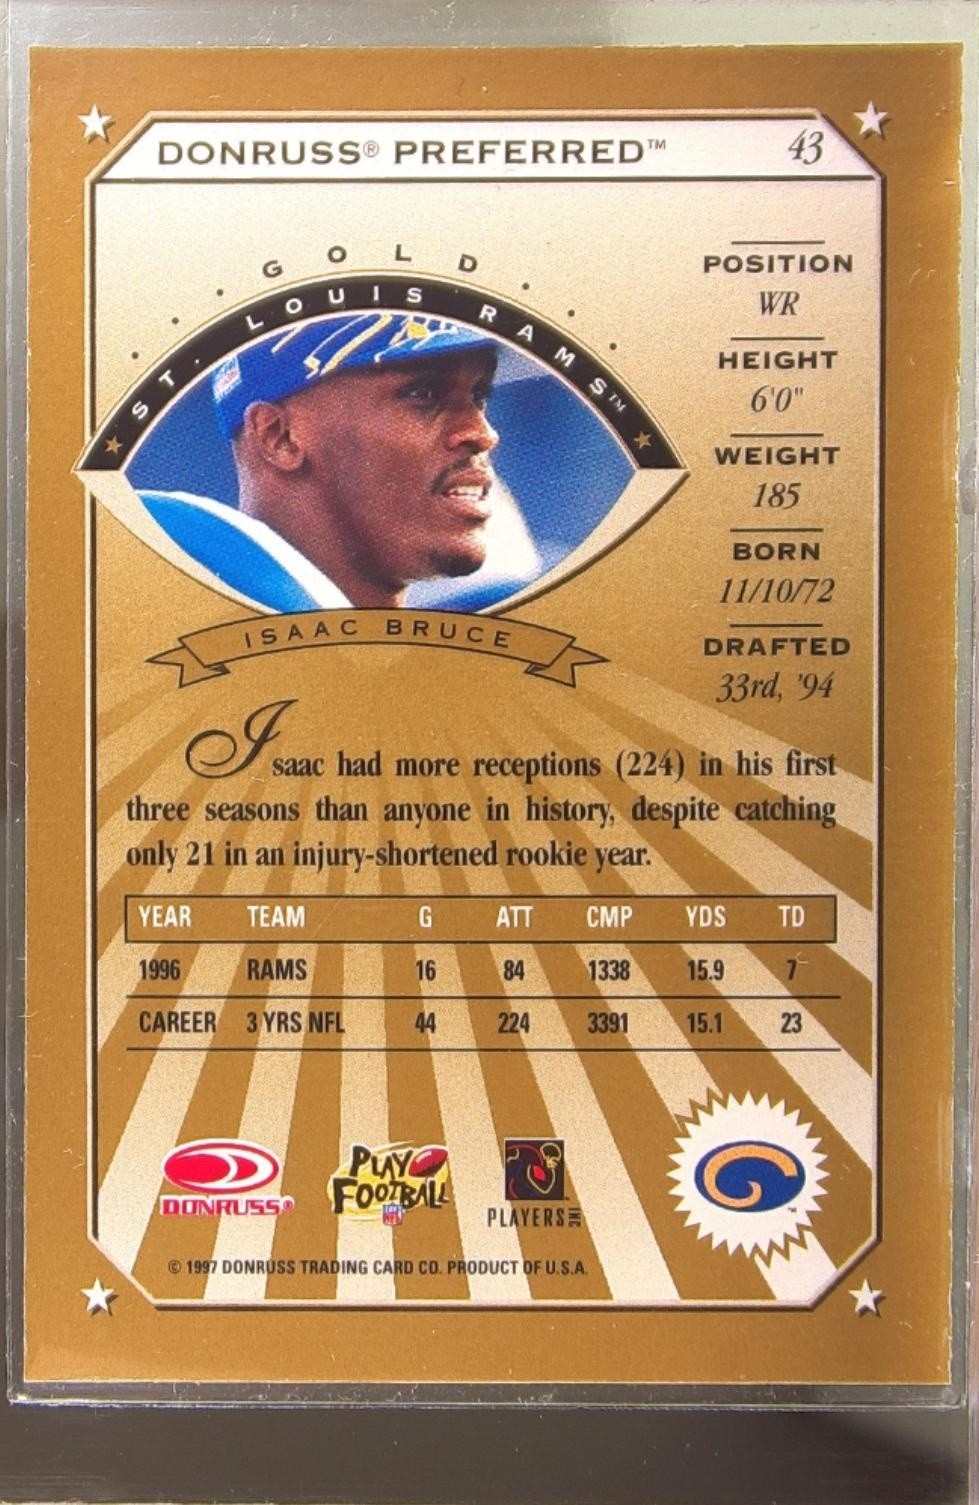 DONRUSS® PREFERRED™ 43
GOLD
ST. LOUIS RAMS™
ISAAC BRUCE
POSITION
WR
HEIGHT
6'0"
WEIGHT
185
BORN
11/10/72
DRAFTED
33rd, '94
Isaac had more receptions (224) in his first
three seasons than anyone in history, despite catching
only 21 in an injury-shortened rookie year.
YEAR TEAM G ATT CMP YDS TD
1996 RAMS 16 84 1338 15.9 7
CAREER 3 YRS NFL 44 224 3391 15.1 23
DONRUSS®
PLAY
FOOTBALL
NFL
PLAYERS INC
© 1997 DONRUSS TRADING CARD CO. PRODUCT OF U.S.A.